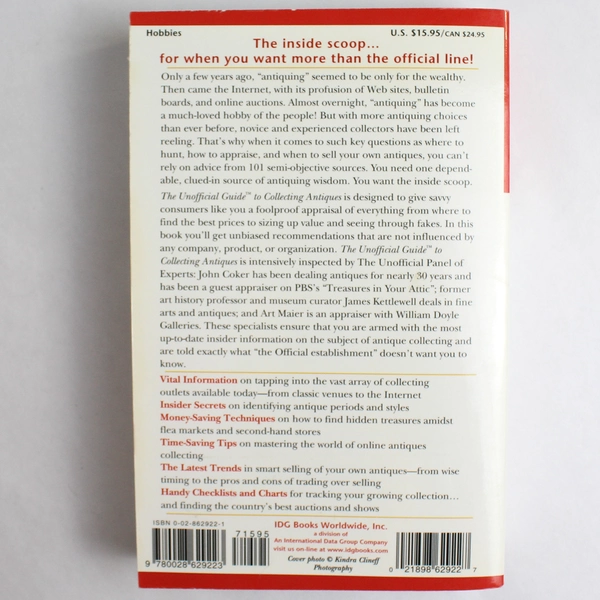 Hobbies
U.S. $15.95/CAN $24.95
The inside scoop...
for when you want more than the official line!
Only a few years ago, "antiquing" seemed to be only for the wealthy.
Then came the Internet, with its profusion of Web sites, bulletin
boards, and online auctions. Almost overnight, "antiquing" has become
a much-loved hobby of the people! But with more antiquing choices
than ever before, novice and experienced collectors have been left
reeling. That's why when it comes to such key questions as where to
hunt, how to appraise, and when to sell your own antiques, you can't
rely on advice from 101 semi-objective sources. You need one depend-
able, clued-in source of antiquing wisdom. You want the inside scoop.
The Unofficial Guide™ to Collecting Antiques is designed to give savvy
consumers like you a foolproof appraisal of everything from where to
find the best prices to sizing up value and seeing through fakes. In this
book you'll get unbiased recommendations that are not influenced by
any company, product, or organization. The Unofficial Guide™ to
Collecting Antiques is intensively inspected by The Unofficial Panel of
Experts: John Coker has been dealing antiques for nearly 30 years and
has been a guest appraiser on PBS's "Treasures in Your Attic"; former
art history professor and museum curator James Kettlewell deals in fine
arts and antiques; and Art Maier is an appraiser with William Doyle
Galleries. These specialists ensure that you are armed with the most
up-to-date insider information on the subject of antique collecting and
are told exactly what "the Official establishment" doesn't want you to
know.
Vital Information on tapping into the vast array of collecting
outlets available today—from classic venues to the Internet
Insider Secrets on identifying antique periods and styles
Money-Saving Techniques on how to find hidden treasures amidst
flea markets and second-hand stores
Time-Saving Tips on mastering the world of online antiques
collecting
The Latest Trends in smart selling of your own antiques—from wise
timing to the pros and cons of trading over selling
Handy Checklists and Charts for tracking your growing collection...
and finding the country's best auctions and shows
ISBN 0-02-862922-1
71595
9 780028 629223
IDG Books Worldwide, Inc.
a division of
An International Data Group Company
visit us on-line at www.idgbooks.com
Cover photo © Kindra Clineff
Photography
0 21898 62922 7